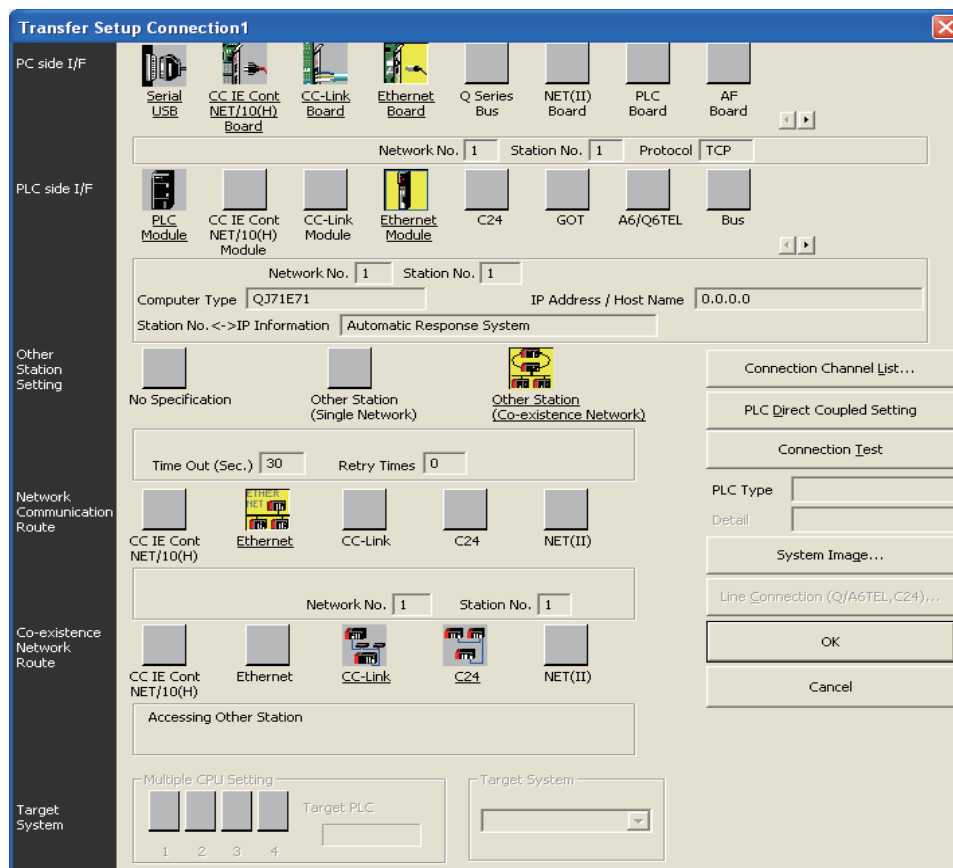 Transfer Setup Connection1
PC side I/F
Serial USB
CC IE Cont NET/10(H) Board
CC-Link Board
Ethernet Board
Q Series Bus
NET(II) Board
PLC Board
AF Board
Network No. 1 Station No. 1 Protocol TCP
PLC side I/F
PLC Module
CC IE Cont NET/10(H) Module
CC-Link Module
Ethernet Module
C24
GOT
A6/Q6TEL
Bus
Network No. 1 Station No. 1
Computer Type QJ71E71 IP Address / Host Name 0.0.0.0
Station No.<->IP Information Automatic Response System
Other Station Setting
No Specification
Other Station (Single Network)
Other Station (Co-existence Network)
Time Out (Sec.) 30 Retry Times 0
Connection Channel List...
PLC Direct Coupled Setting
Connection Test
PLC Type
Detail
System Image...
Line Connection (Q/A6TEL,C24)...
OK
Cancel
Network Communication Route
ETHER NET
CC IE Cont NET/10(H)
Ethernet
CC-Link
C24
NET(II)
Network No. 1 Station No. 1
Co-existence Network Route
CC IE Cont NET/10(H)
Ethernet
CC-Link
C24
NET(II)
Accessing Other Station
Target System
Multiple CPU Setting
1 2 3 4
Target PLC
Target System